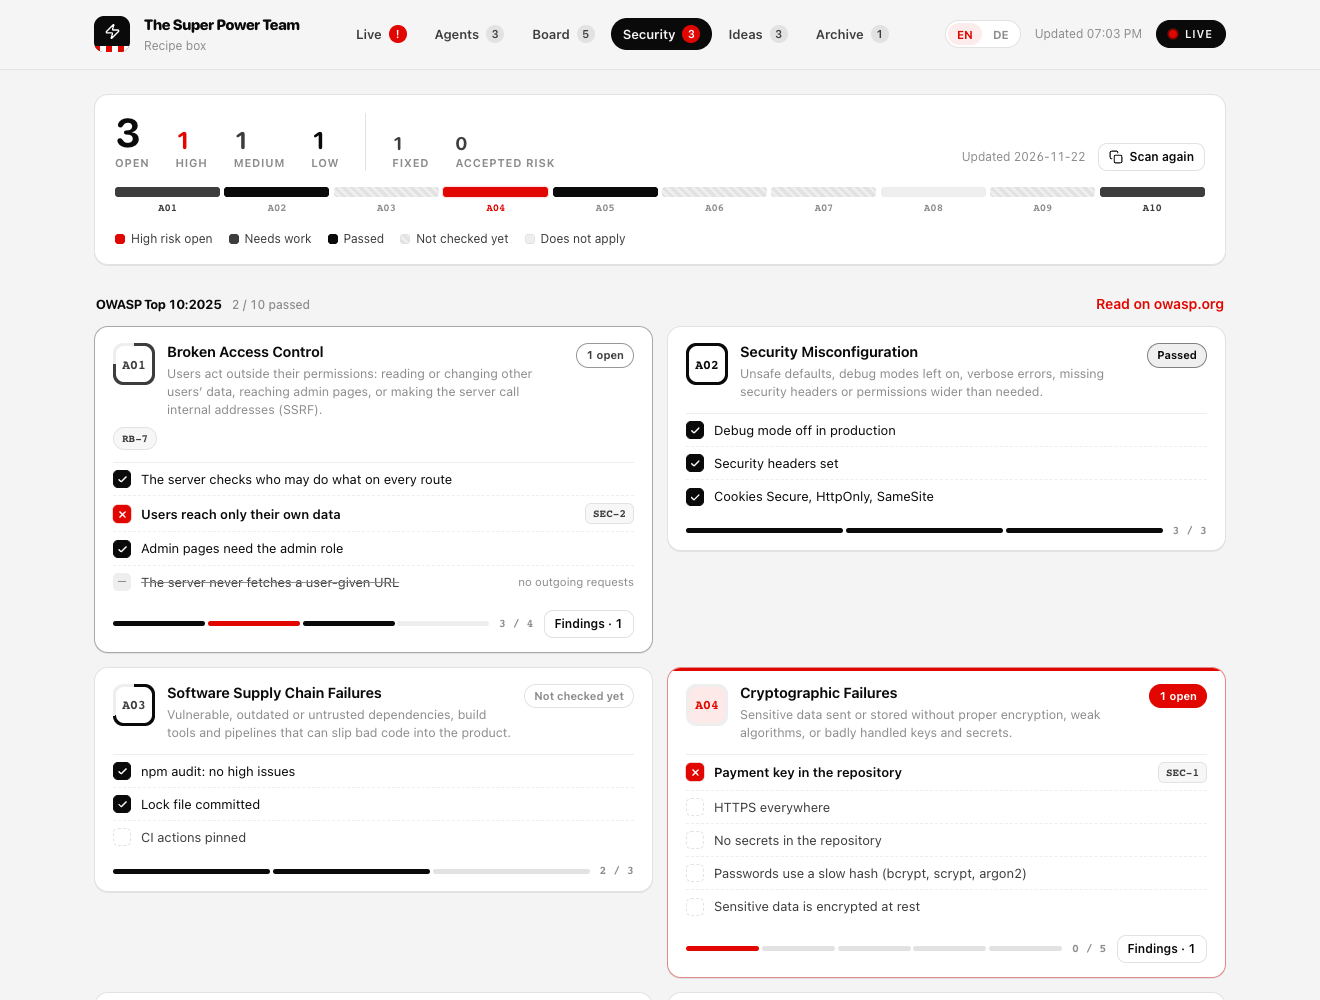 The Super Power Team
Recipe box
Live !
Agents 3
Board 5
Security 3
Ideas 3
Archive 1
EN DE
Updated 07:03 PM
LIVE
3 OPEN
1 HIGH
1 MEDIUM
1 LOW
1 FIXED
0 ACCEPTED RISK
Updated 2026-11-22
Scan again
A01 A02 A03 A04 A05 A06 A07 A08 A09 A10
High risk open Needs work Passed Not checked yet Does not apply
OWASP Top 10:2025 2 / 10 passed
Read on owasp.org
A01
Broken Access Control
1 open
Users act outside their permissions: reading or changing other
users’ data, reaching admin pages, or making the server call
internal addresses (SSRF).
RB-7
The server checks who may do what on every route
Users reach only their own data SEC-2
Admin pages need the admin role
The server never fetches a user-given URL no outgoing requests
3 / 4
Findings · 1
A02
Security Misconfiguration
Passed
Unsafe defaults, debug modes left on, verbose errors, missing
security headers or permissions wider than needed.
Debug mode off in production
Security headers set
Cookies Secure, HttpOnly, SameSite
3 / 3
A03
Software Supply Chain Failures
Not checked yet
Vulnerable, outdated or untrusted dependencies, build
tools and pipelines that can slip bad code into the product.
npm audit: no high issues
Lock file committed
CI actions pinned
2 / 3
A04
Cryptographic Failures
1 open
Sensitive data sent or stored without proper encryption, weak
algorithms, or badly handled keys and secrets.
Payment key in the repository SEC-1
HTTPS everywhere
No secrets in the repository
Passwords use a slow hash (bcrypt, scrypt, argon2)
Sensitive data is encrypted at rest
0 / 5
Findings · 1